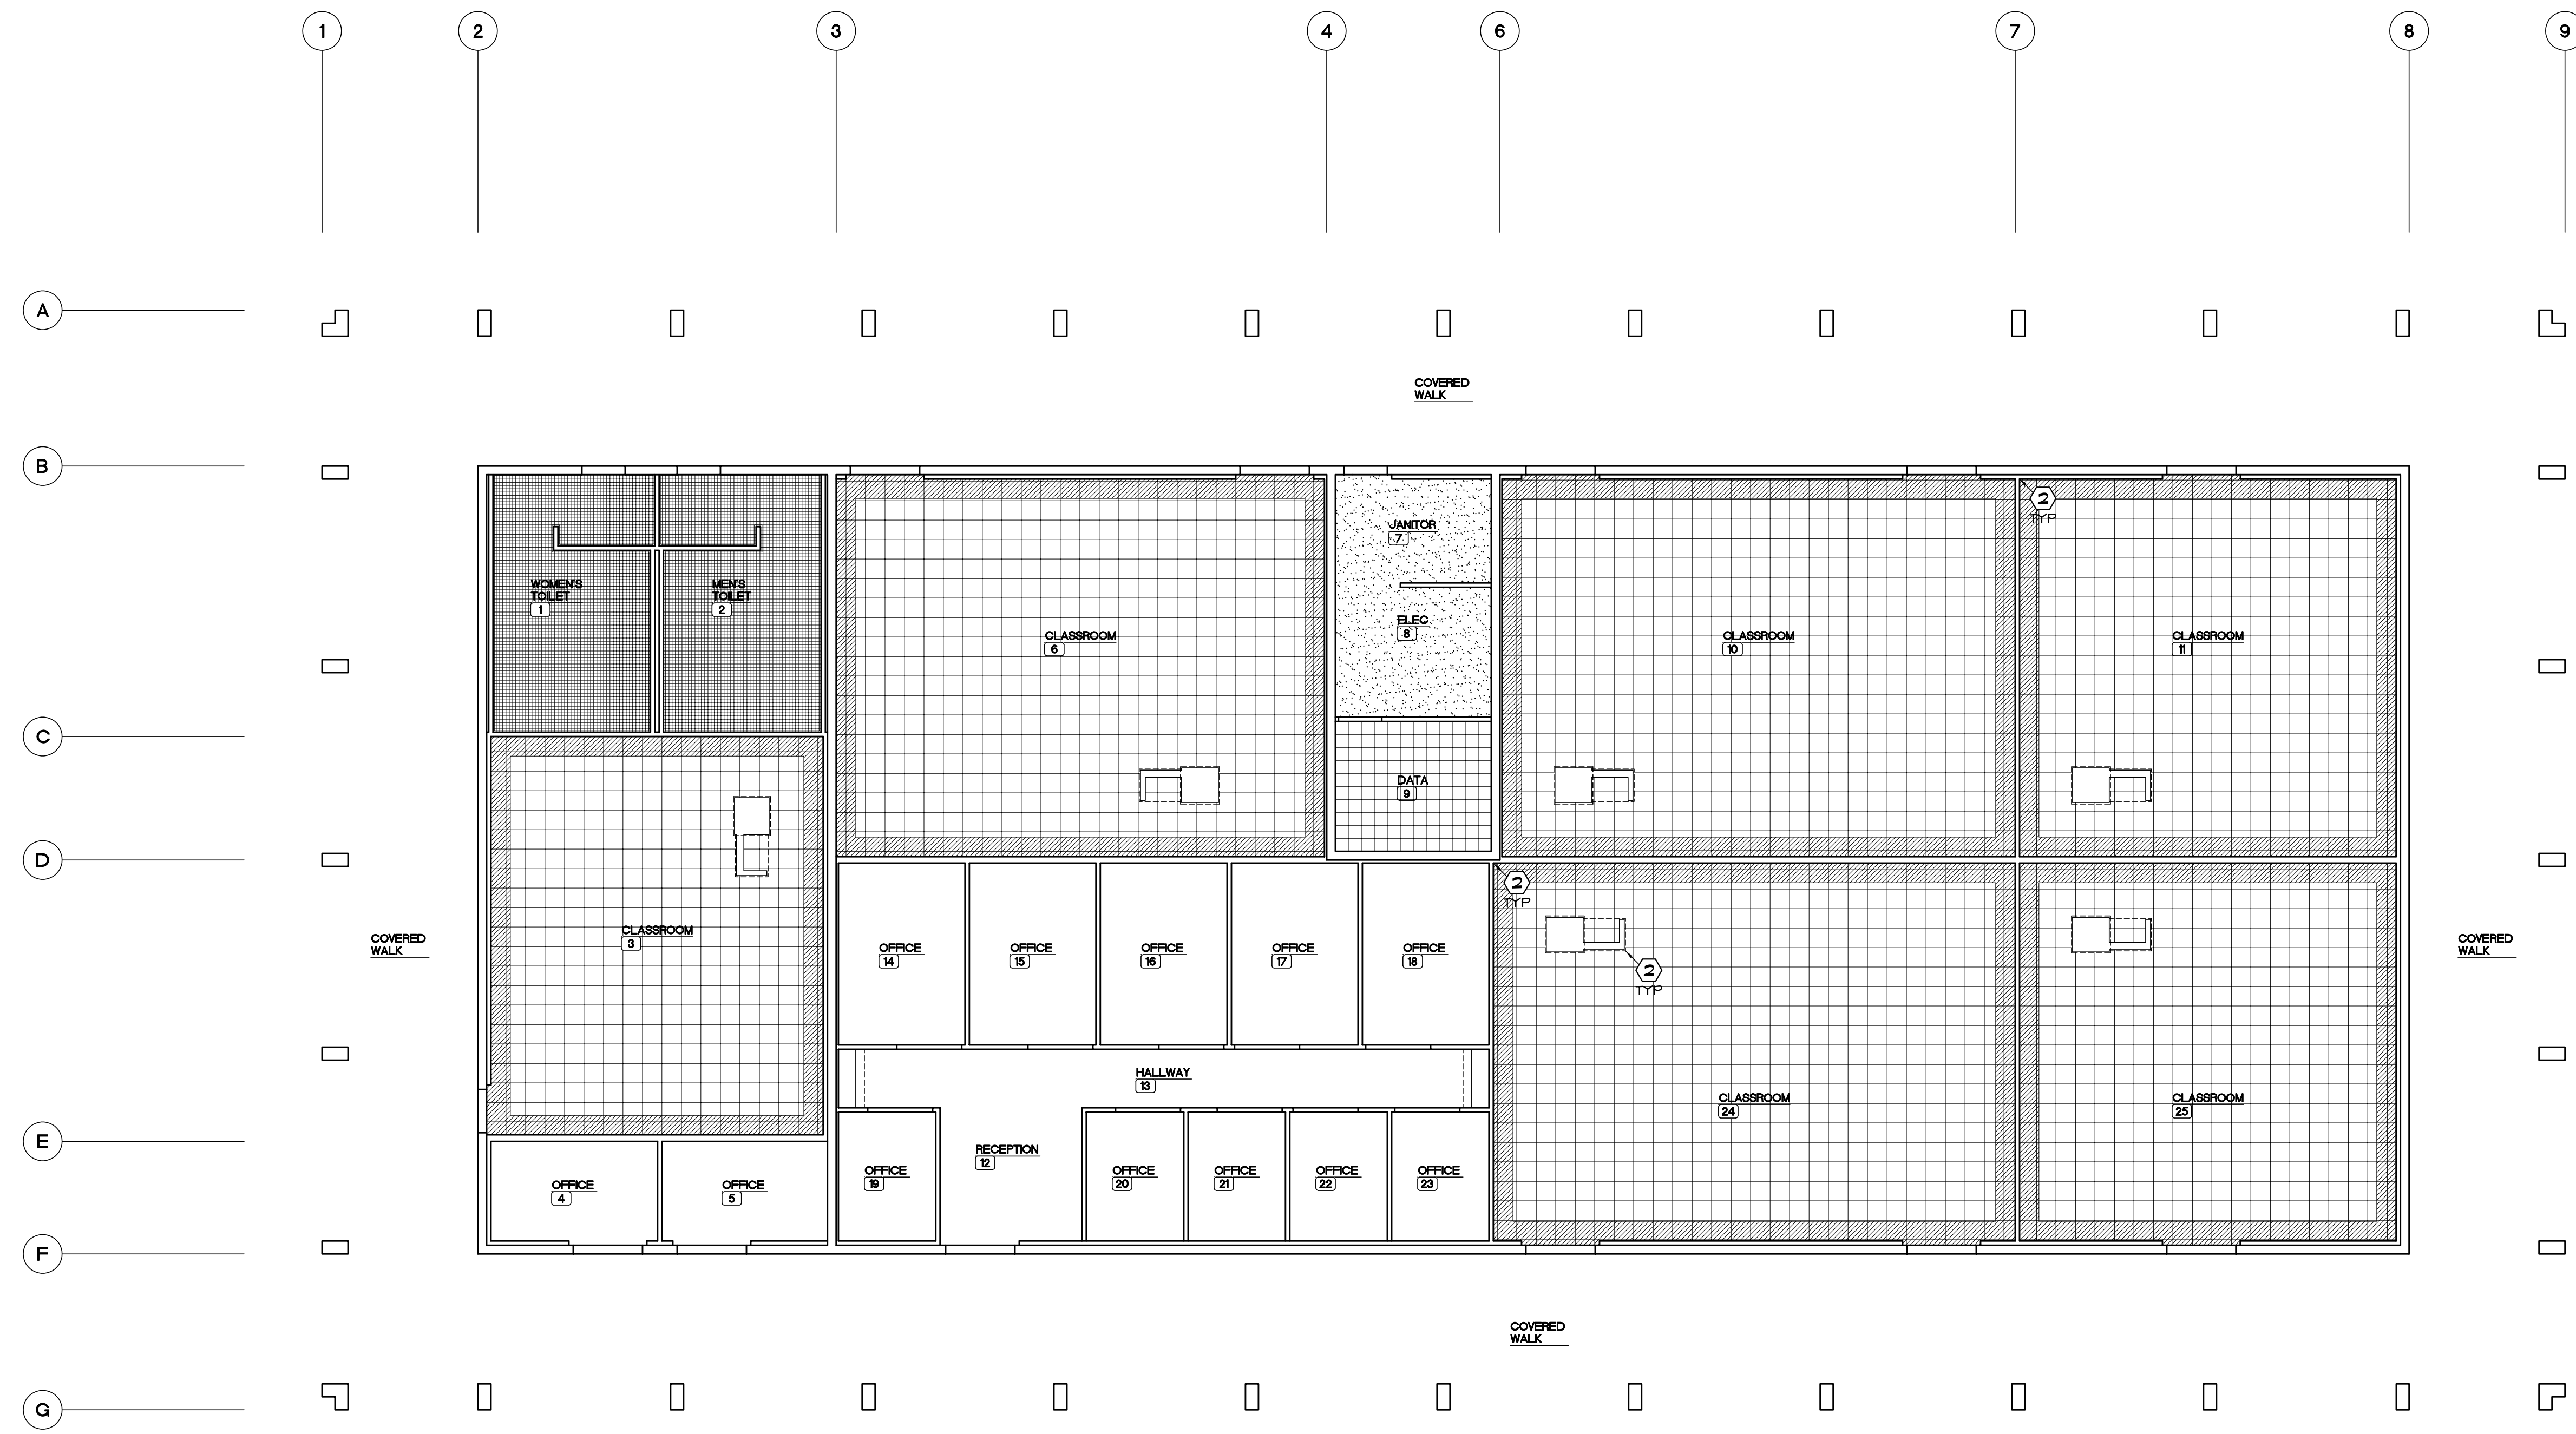 1
2
3
4
6
7
8
9
A
COVERED
WALK
B
2
TYP
JANITOR
7
WOMEN'S
TOILET
1
MEN'S
TOILET
2
ELEC
8
CLASSROOM
6
CLASSROOM
10
CLASSROOM
11
C
DATA
9
D
2
TYP
CLASSROOM
3
COVERED
WALK
OFFICE
14
OFFICE
15
OFFICE
16
OFFICE
17
OFFICE
18
2
TYP
COVERED
WALK
HALLWAY
13
CLASSROOM
24
CLASSROOM
25
E
RECEPTION
12
OFFICE
4
OFFICE
5
OFFICE
19
OFFICE
20
OFFICE
21
OFFICE
22
OFFICE
23
F
COVERED
WALK
G